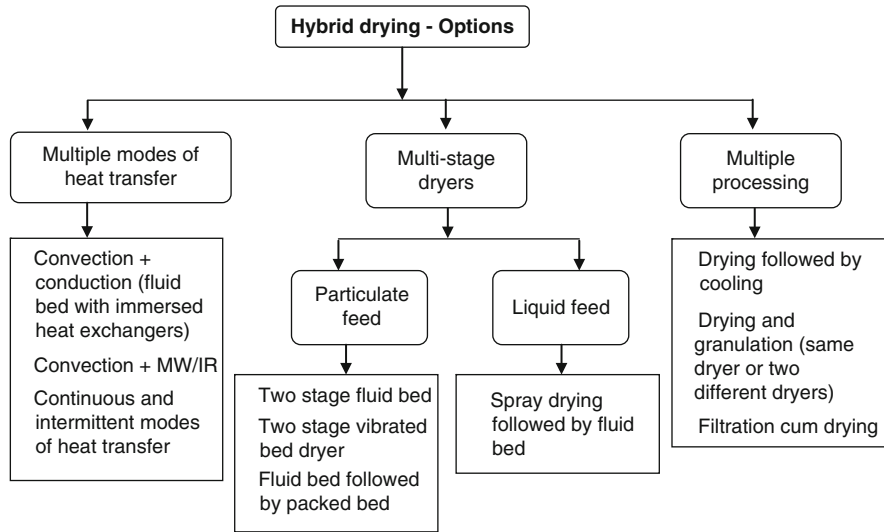 Hybrid drying - Options
Multiple modes of
heat transfer
Multi-stage
dryers
Multiple
processing
Convection +
conduction (fluid
bed with immersed
heat exchangers)
Convection + MW/IR
Continuous and
intermittent modes
of heat transfer
Particulate
feed
Liquid feed
Two stage fluid bed
Two stage vibrated
bed dryer
Fluid bed followed
by packed bed
Spray drying
followed by fluid
bed
Drying followed by
cooling
Drying and
granulation (same
dryer or two
different dryers)
Filtration cum drying